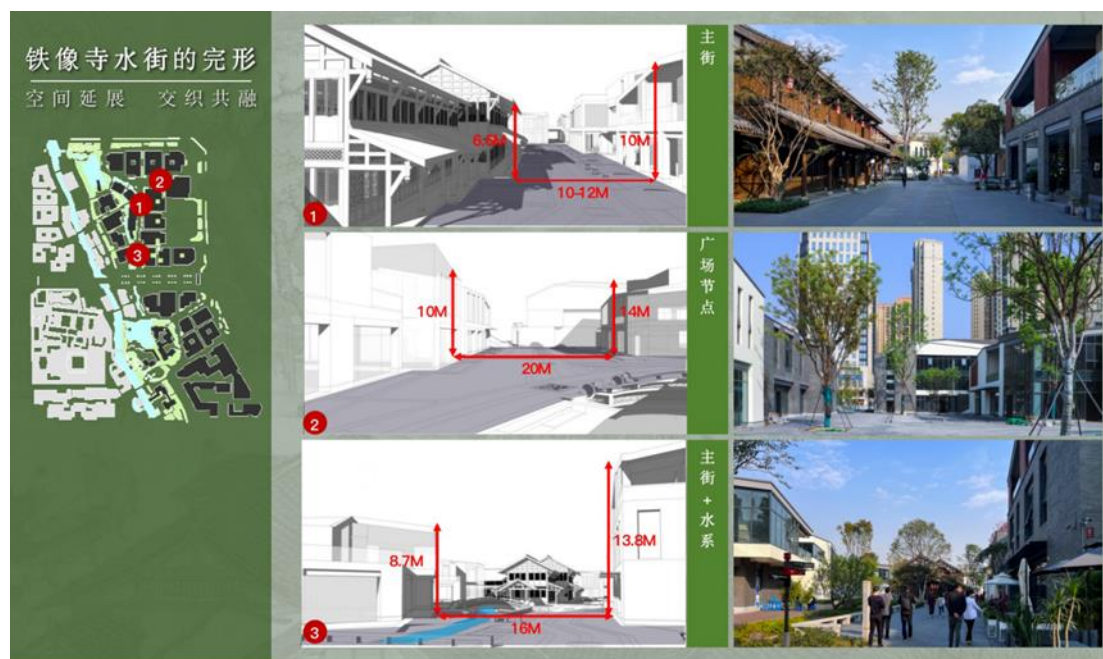 铁像寺水街的完形
空间延展 交织共融
2
1
3
6.6M
10M
10-12M
1
主街
10M
14M
20M
2
广场节点
8.7M
13.8M
16M
3
主街+水系